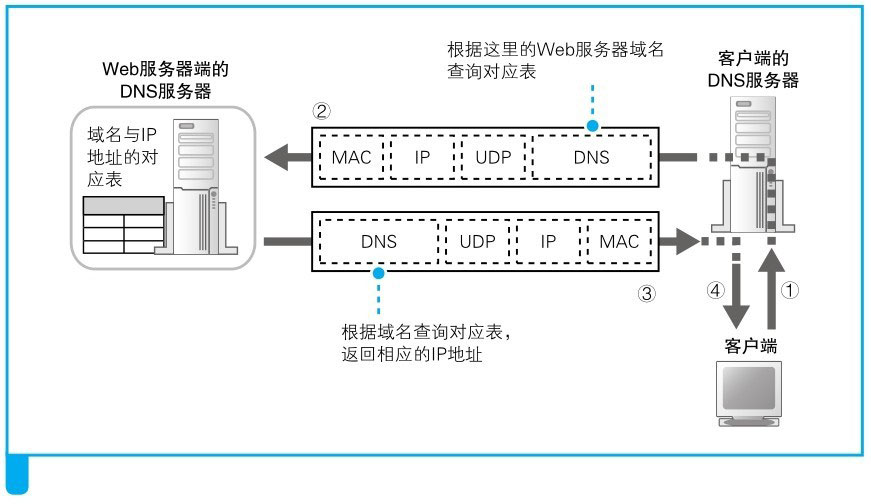 根据这里的Web服务器域名
查询对应表
Web服务器端的
DNS服务器
客户端的
DNS服务器
②
域名与IP
地址的对
应表
MAC IP UDP DNS
DNS UDP IP MAC
③
④
①
根据域名查询对应表，
返回相应的IP地址
客户端